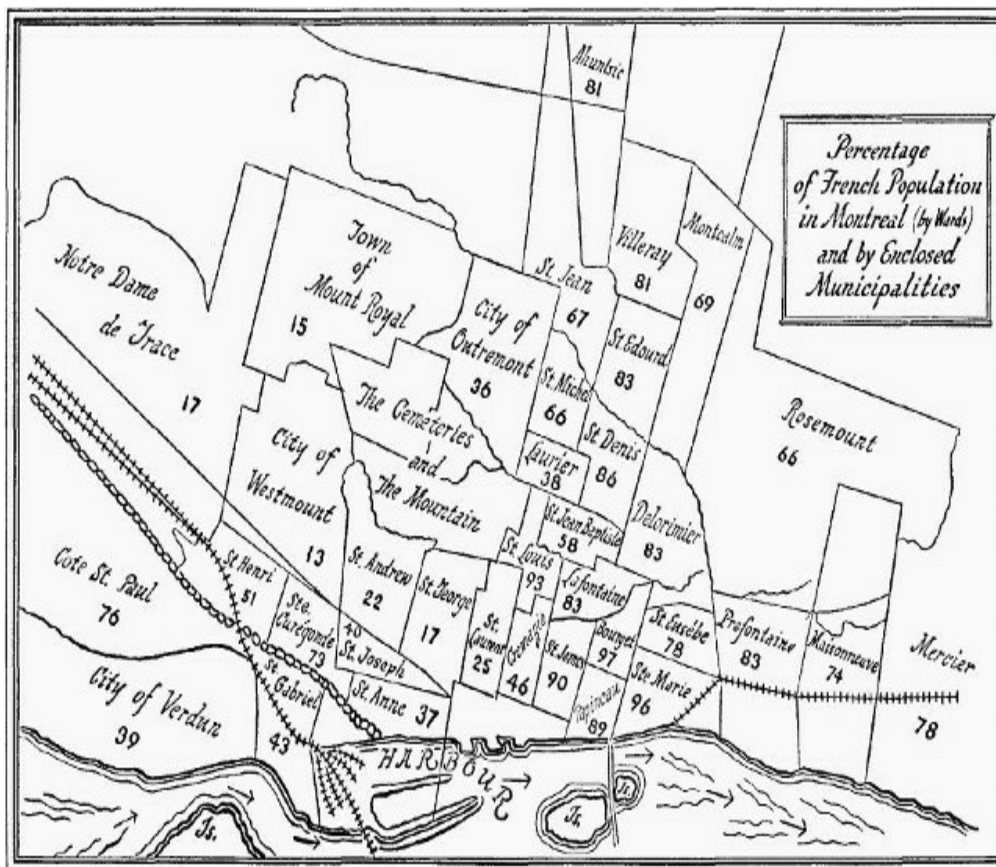 Percentage
of French Population
in Montreal (by Wards)
and by Enclosed
Municipalities
Ahuntsic
81
Notre Dame
de Grace
17
Town
of
Mount Royal
15
City of
Outremont
36
St. Jean
67
Villeray
81
Montcalm
69
St. Edourd
83
St. Michel
66
St. Denis
86
Laurier
38
The Cemeteries
and
The Mountain
City of
Westmount
13
Rosemount
66
Delorimier
83
St. Jean Baptiste
58
St. Louis
93
Lafontaine
83
St. Andrew
22
St. George
17
St. Henri
51
Ste.
Cunégonde
73
40
St. Joseph
Cote St. Paul
76
St.
Laurent
25
Cremazie
46
St. James
90
Bourget
97
St. Eusébe
78
Préfontaine
83
Maisonneuve
74
Mercier
78
Papineau
89
Ste. Marie
96
St. Anne 37
St. Gabriel
43
City of Verdun
39
HARBOUR
Is.
Is.
Is.